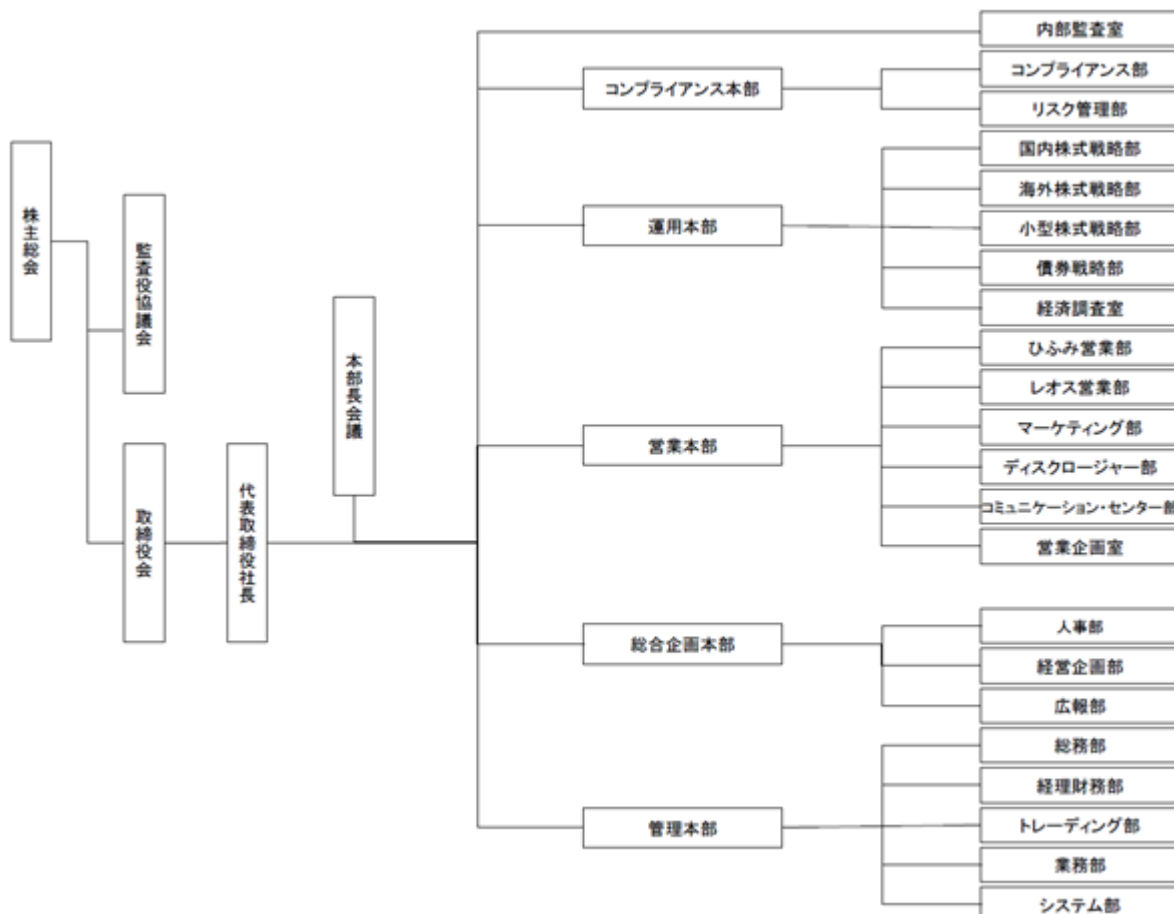 株主総会
監査役協議会
取締役会
代表取締役社長
本部長会議
内部監査室
コンプライアンス本部
コンプライアンス部
リスク管理部
運用本部
国内株式戦略部
海外株式戦略部
小型株式戦略部
債券戦略部
経済調査室
営業本部
ひふみ営業部
レオス営業部
マーケティング部
ディスクロージャー部
コミュニケーション・センター部
営業企画室
総合企画本部
人事部
経営企画部
広報部
管理本部
総務部
経理財務部
トレーディング部
業務部
システム部